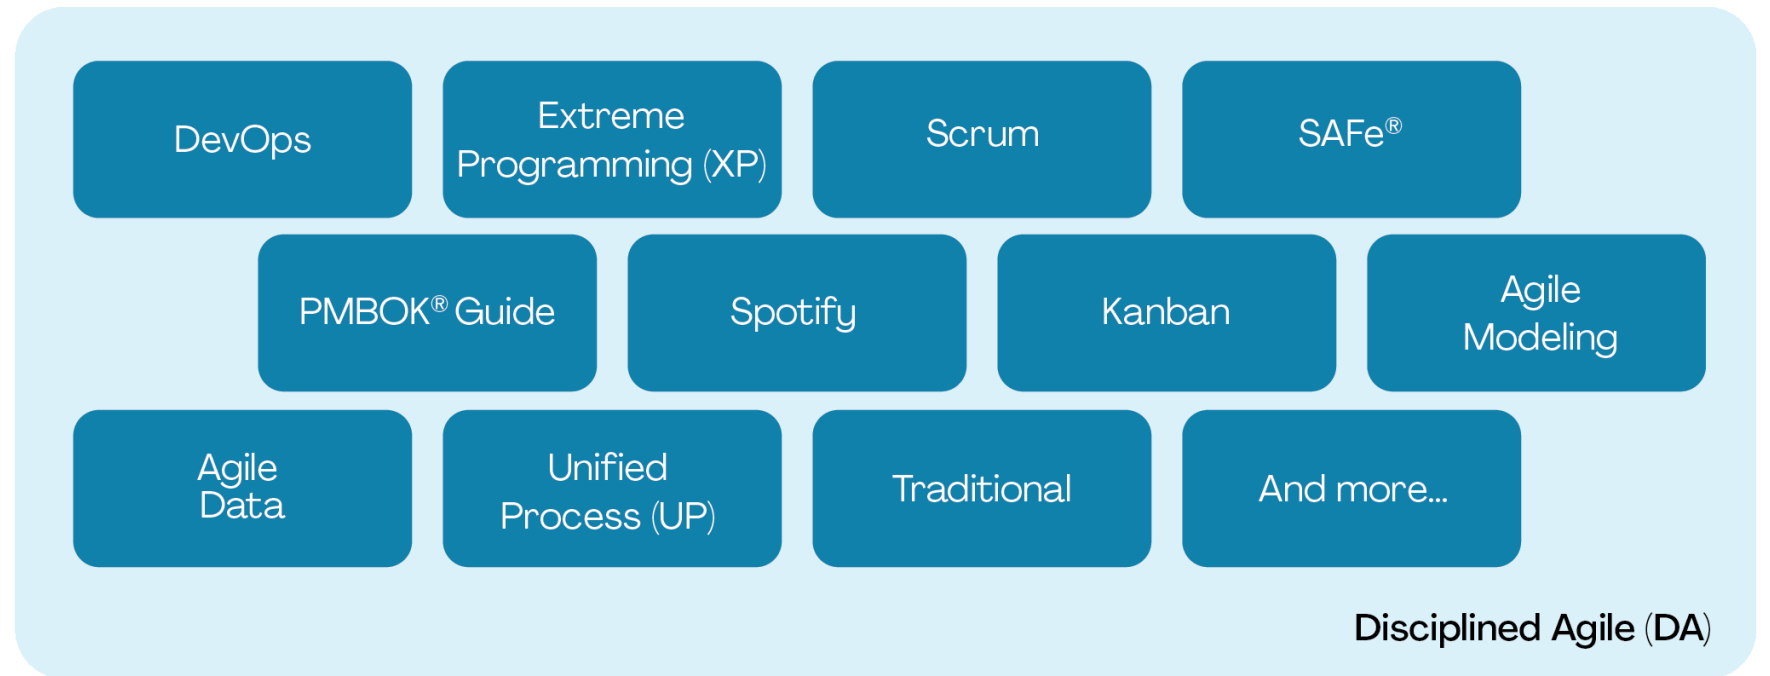 DevOps
Extreme
Programming (XP)
Scrum
SAFe®
PMBOK® Guide
Spotify
Kanban
Agile
Modeling
Agile
Data
Unified
Process (UP)
Traditional
And more...
Disciplined Agile (DA)